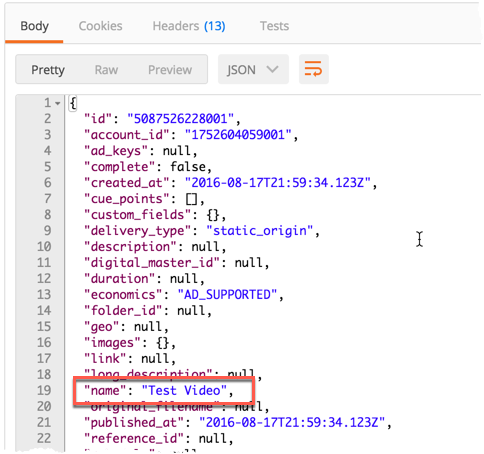 Body Cookies Headers (13) Tests
Pretty Raw Preview JSON
1 {
2 "id": "5087526228001",
3 "account_id": "1752604059001",
4 "ad_keys": null,
5 "complete": false,
6 "created_at": "2016-08-17T21:59:34.123Z",
7 "cue_points": [],
8 "custom_fields": {},
9 "delivery_type": "static_origin",
10 "description": null,
11 "digital_master_id": null,
12 "duration": null,
13 "economics": "AD_SUPPORTED",
14 "folder_id": null,
15 "geo": null,
16 "images": {},
17 "link": null,
18 "long_description": null,
19 "name": "Test Video",
20 "original_filename": null,
21 "published_at": "2016-08-17T21:59:34.123Z",
22 "reference_id": null,